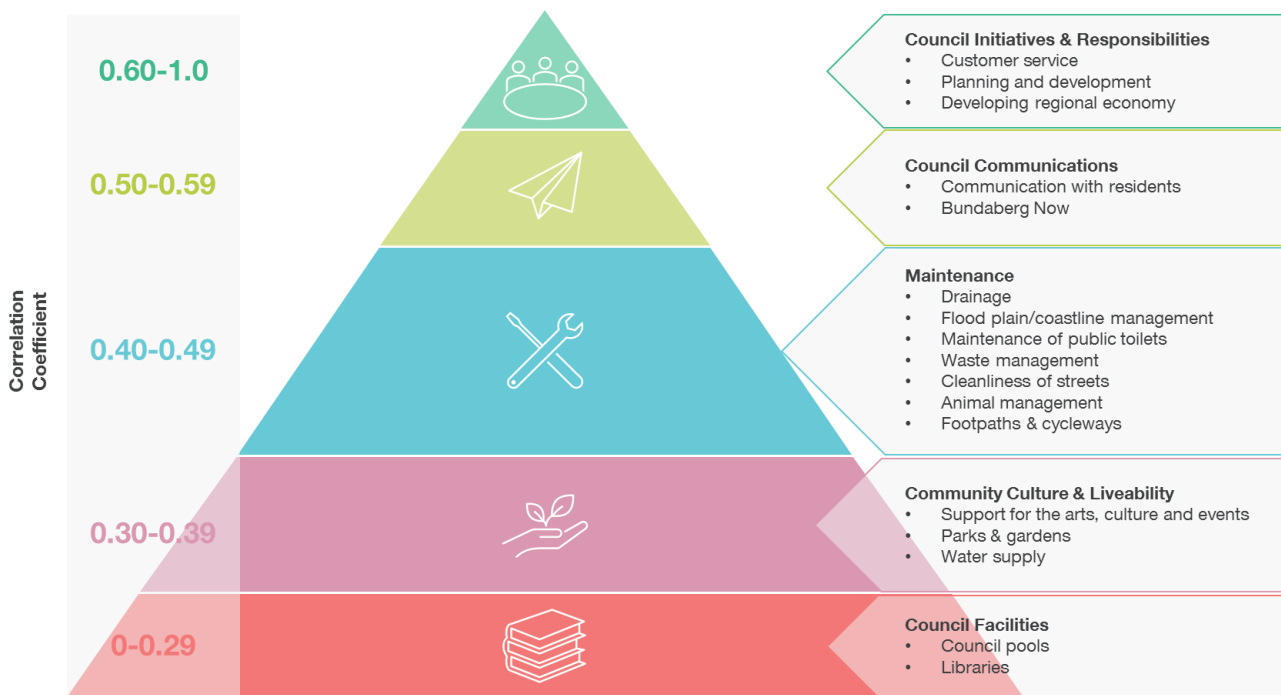 Correlation
Coefficient
0.60-1.0
Council Initiatives & Responsibilities
• Customer service
• Planning and development
• Developing regional economy
0.50-0.59
Council Communications
• Communication with residents
• Bundaberg Now
0.40-0.49
Maintenance
• Drainage
• Flood plain/coastline management
• Maintenance of public toilets
• Waste management
• Cleanliness of streets
• Animal management
• Footpaths & cycleways
0.30-0.39
Community Culture & Liveability
• Support for the arts, culture and events
• Parks & gardens
• Water supply
0-0.29
Council Facilities
• Council pools
• Libraries